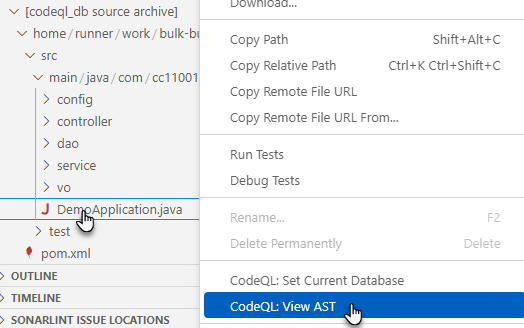 [codeql_db source archive]
home / runner / work / bulk-bu
src
main / java / com / cc11001
config
controller
dao
service
vo
DemoApplication.java
test
pom.xml
OUTLINE
TIMELINE
SONARLINT ISSUE LOCATIONS
Download...
Copy Path Shift+Alt+C
Copy Relative Path Ctrl+K Ctrl+Shift+C
Copy Remote File URL
Copy Remote File URL From...
Run Tests
Debug Tests
Rename... F2
Delete Permanently Delete
CodeQL: Set Current Database
CodeQL: View AST